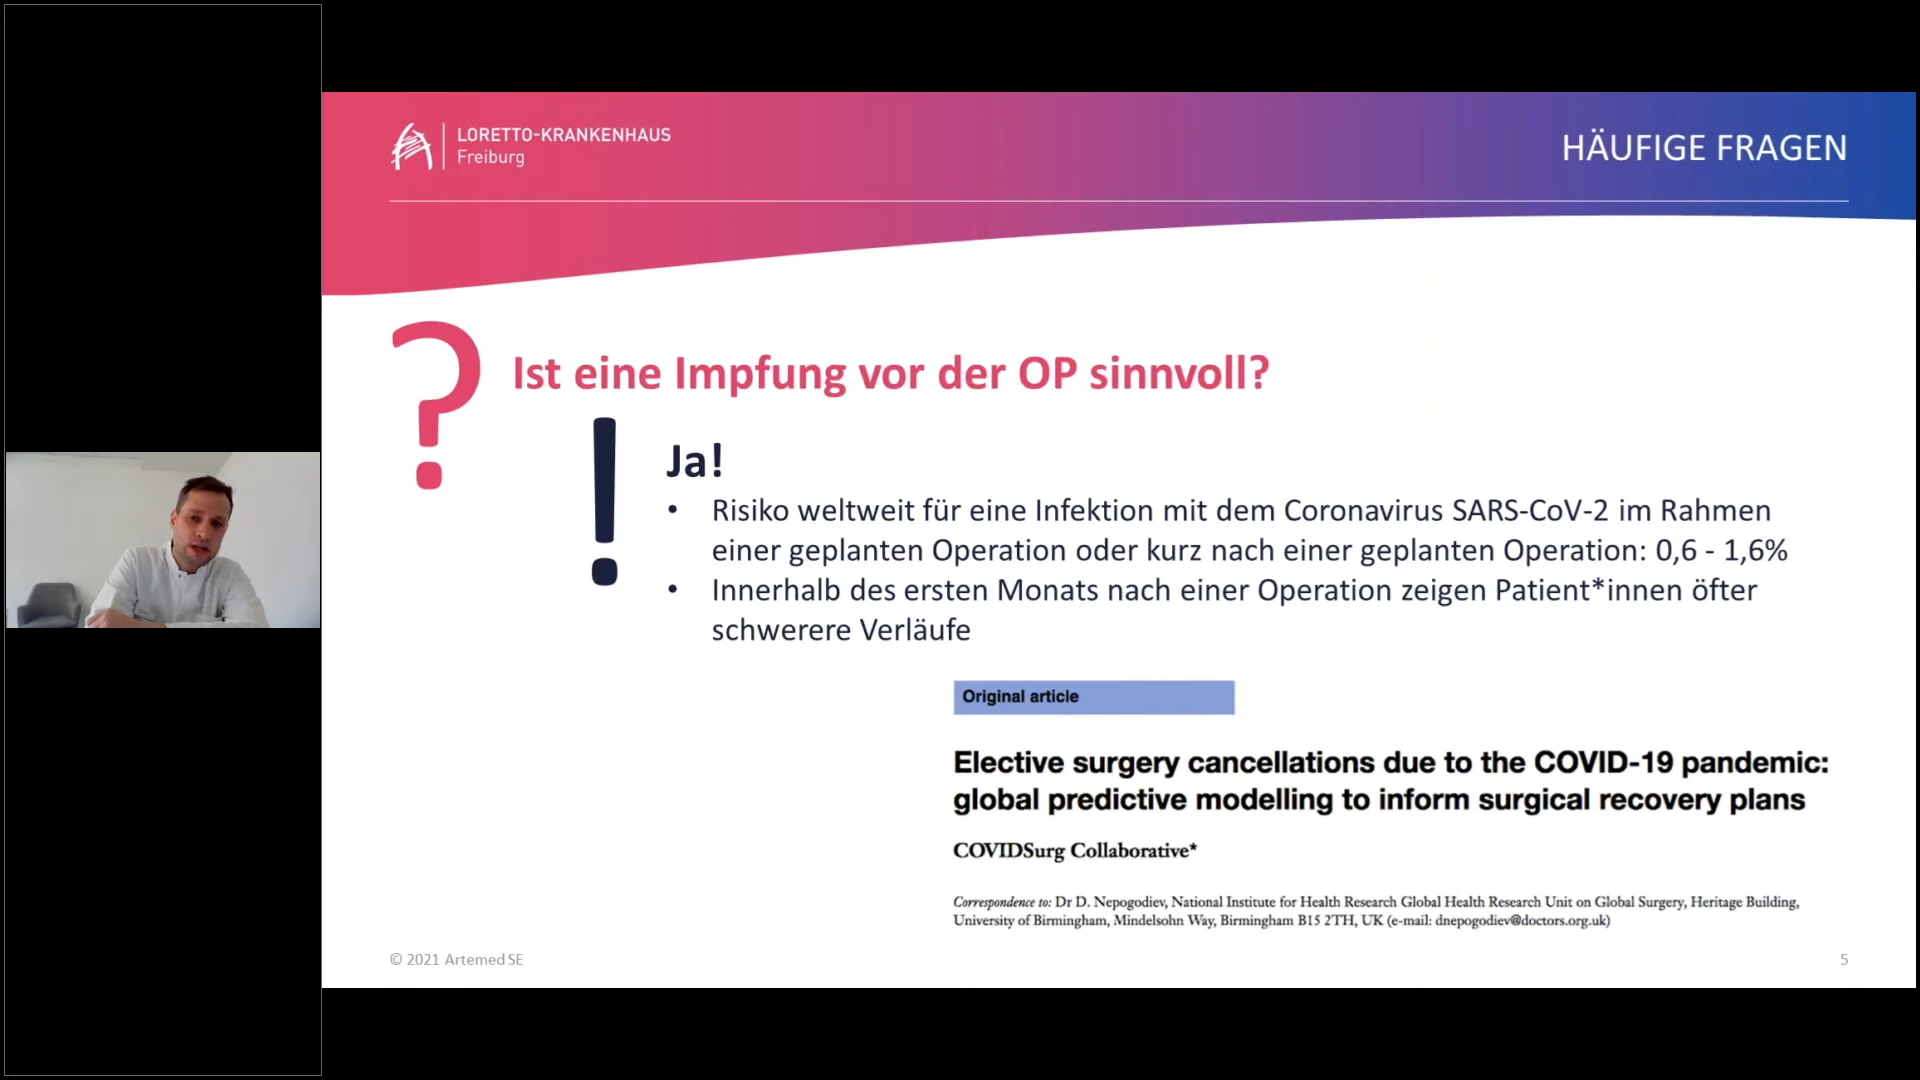 LORETTO-KRANKENHAUS
Freiburg
HÄUFIGE FRAGEN
? Ist eine Impfung vor der OP sinnvoll?
! Ja!
• Risiko weltweit für eine Infektion mit dem Coronavirus SARS-CoV-2 im Rahmen
einer geplanten Operation oder kurz nach einer geplanten Operation: 0,6 - 1,6%
• Innerhalb des ersten Monats nach einer Operation zeigen Patient*innen öfter
schwerere Verläufe
Original article
Elective surgery cancellations due to the COVID-19 pandemic:
global predictive modelling to inform surgical recovery plans
COVIDSurg Collaborative*
Correspondence to: Dr D. Nepogodiev, National Institute for Health Research Global Health Research Unit on Global Surgery, Heritage Building,
University of Birmingham, Mindelsohn Way, Birmingham B15 2TH, UK (e-mail: dnepogodiev@doctors.org.uk)
© 2021 Artemed SE
5